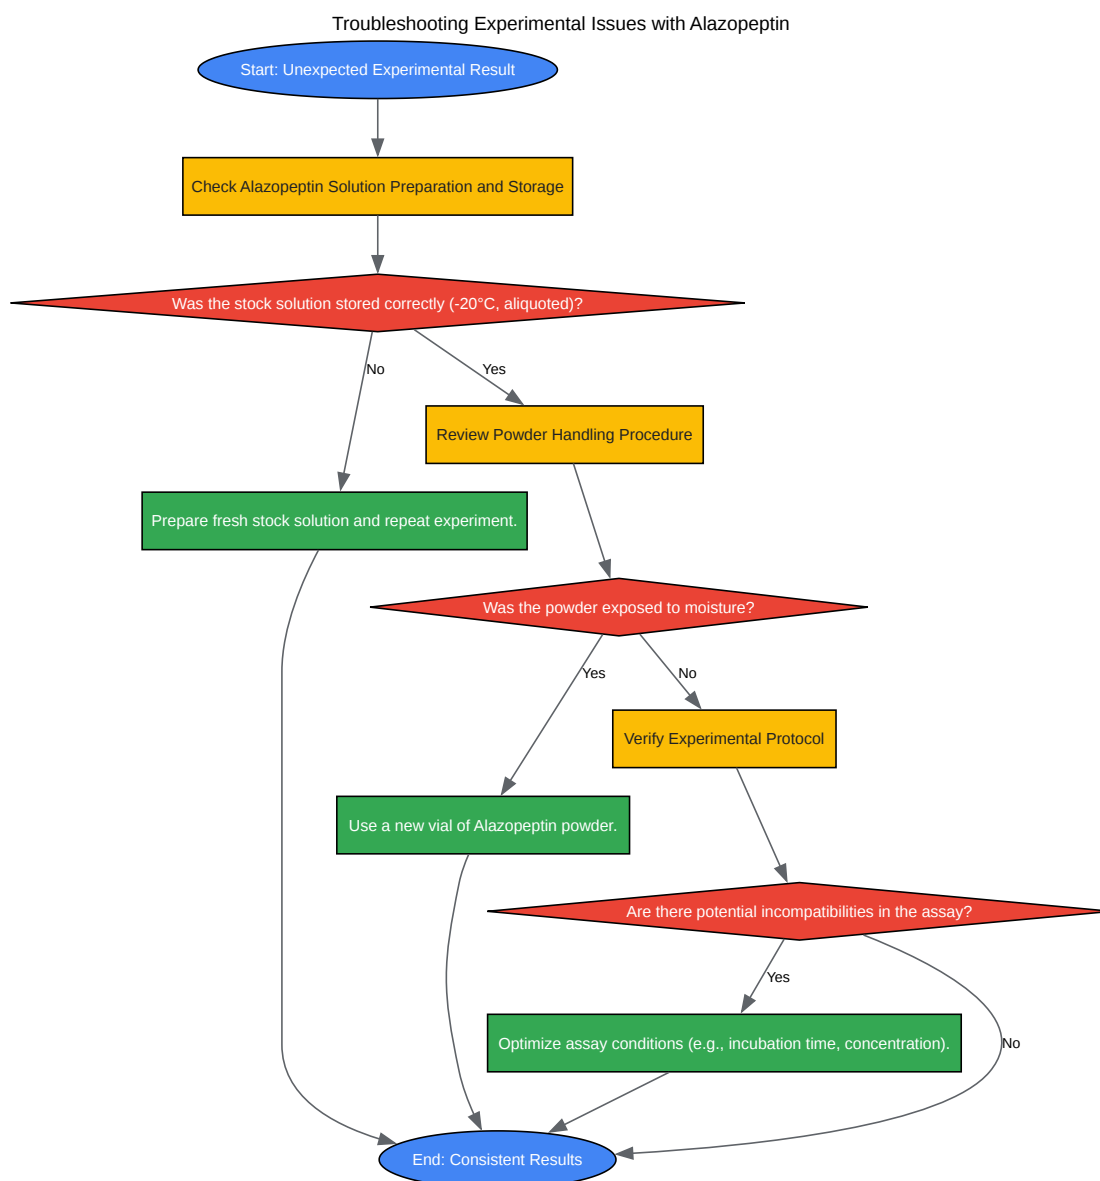 Troubleshooting Experimental Issues with Alazopeptin
Start: Unexpected Experimental Result
Check Alazopeptin Solution Preparation and Storage
Was the stock solution stored correctly (-20°C, aliquoted)?
No
Yes
Review Powder Handling Procedure
Prepare fresh stock solution and repeat experiment.
Was the powder exposed to moisture?
Yes
No
Verify Experimental Protocol
Use a new vial of Alazopeptin powder.
Are there potential incompatibilities in the assay?
Yes
Optimize assay conditions (e.g., incubation time, concentration).
No
End: Consistent Results